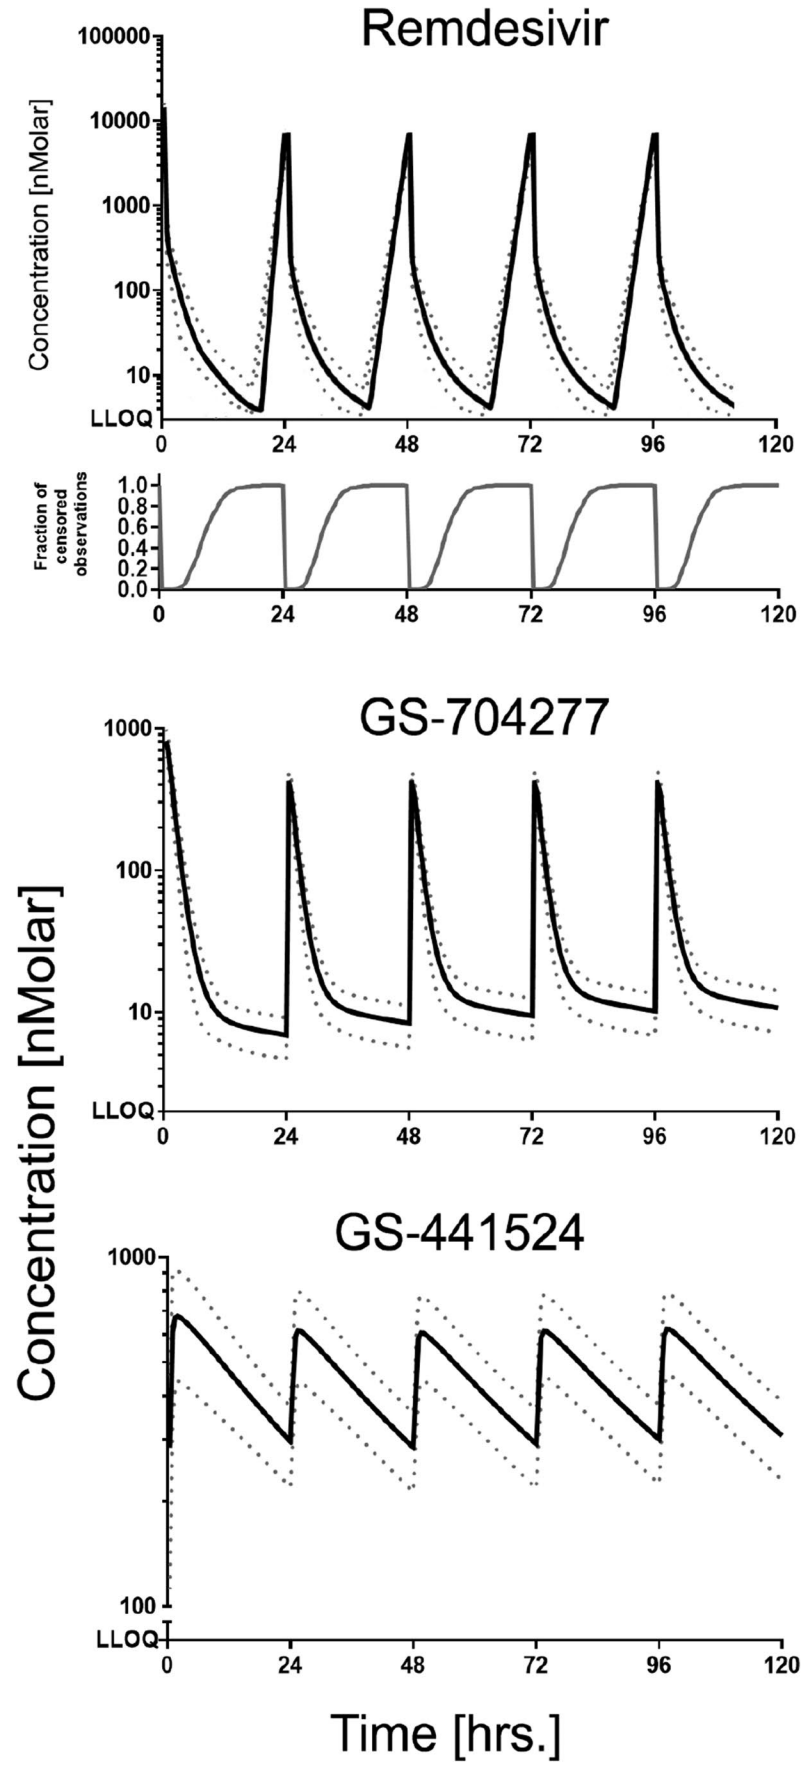 Remdesivir
Concentration [nMolar]
100000
10000
1000
100
10
LLOQ
0 24 48 72 96 120
Fraction of
censored
observations
1.0
0.8
0.6
0.4
0.2
0.0
0 24 48 72 96 120
GS-704277
Concentration [nMolar]
1000
100
10
LLOQ
0 24 48 72 96 120
GS-441524
1000
100
LLOQ
0 24 48 72 96 120
Time [hrs.]